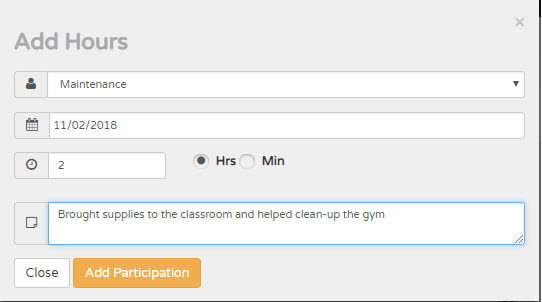 ×
Add Hours
Maintenance
11/02/2018
2 Hrs Min
Brought supplies to the classroom and helped clean-up the gym
Close Add Participation